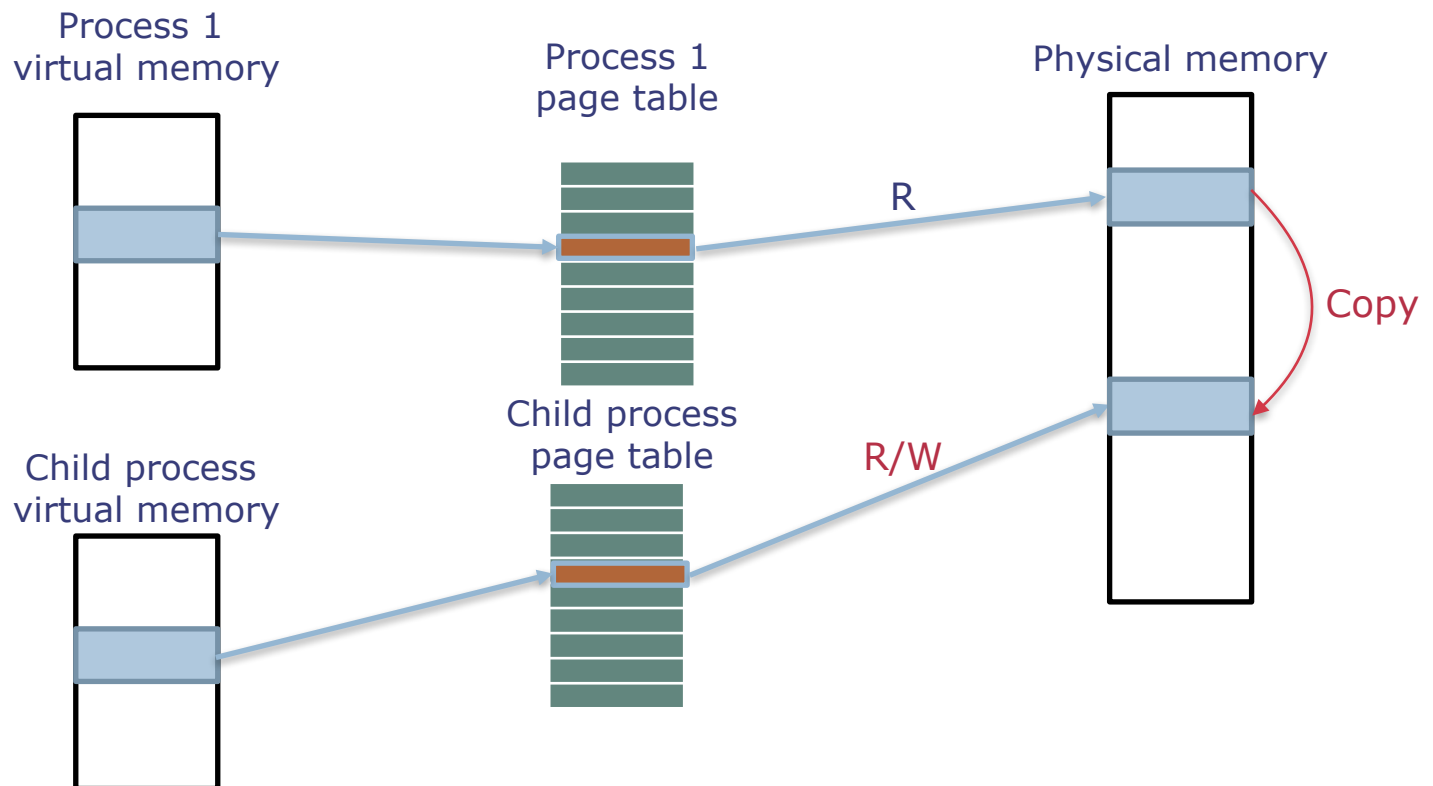 Process 1
virtual memory
Process 1
page table
Physical memory
R
Copy
Child process
page table
R/W
Child process
virtual memory